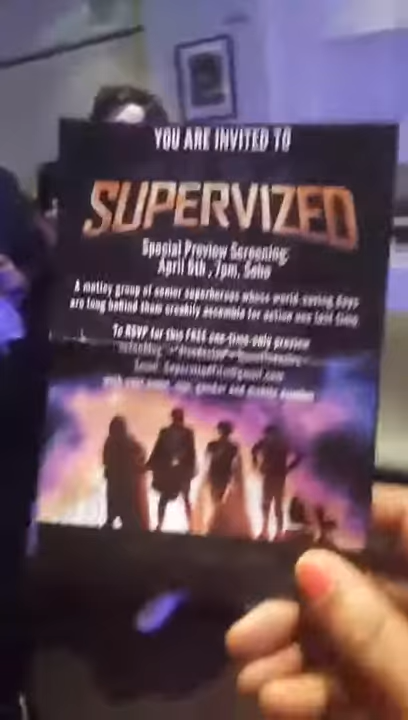 YOU ARE INVITED TO
SUPERVIZED
Special Preview Screening:
April 6th, 7pm, Soho
A motley group of senior superheroes whose world-saving days
are long behind them creakily assemble for action one last time
To RSVP for this FREE one-time-only preview
Email
with your name, age, gender and mobile number